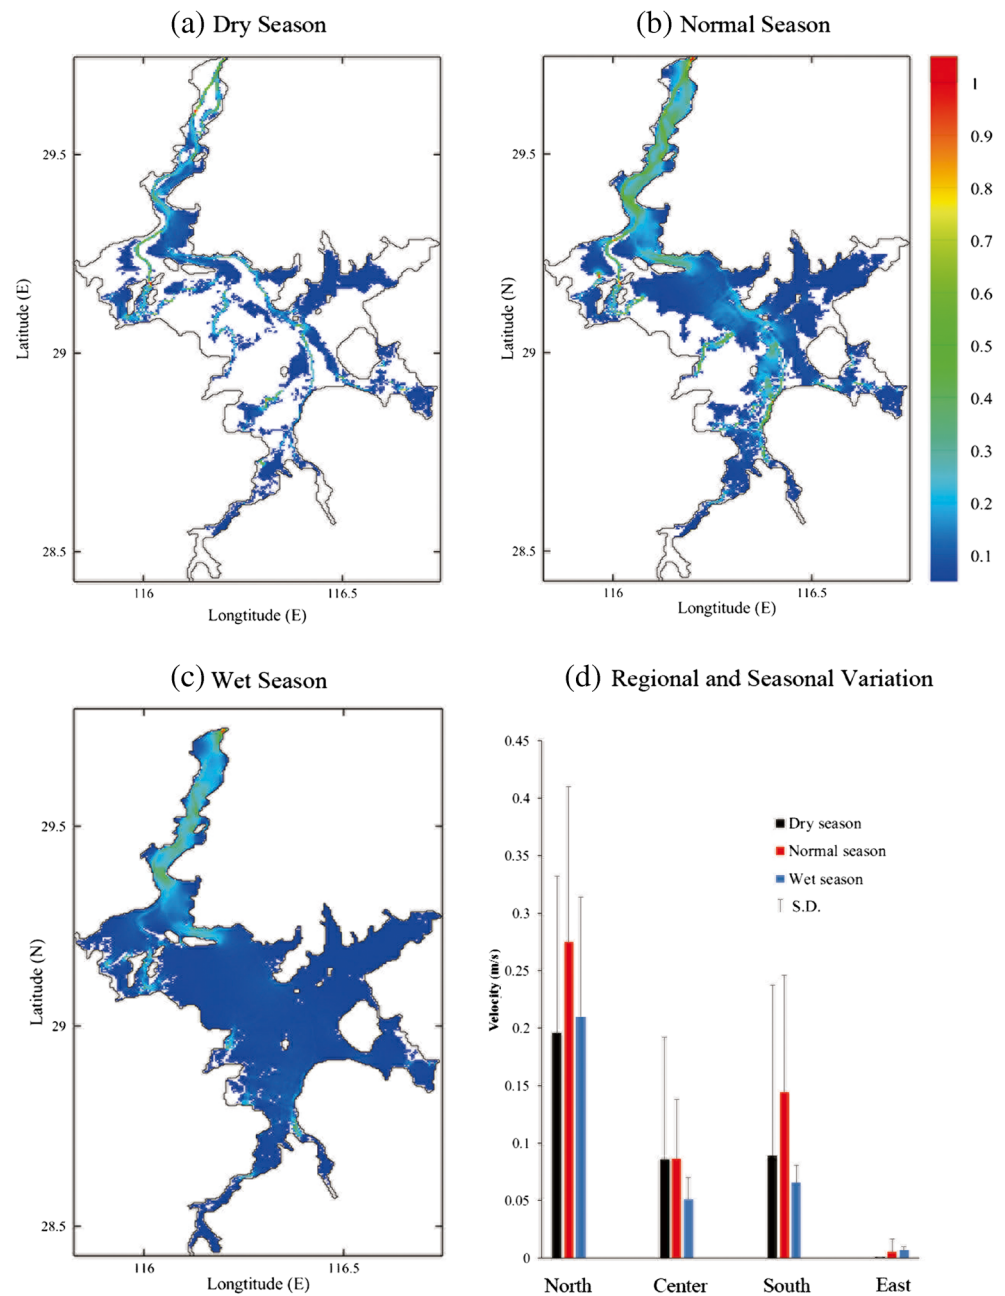 (a) Dry Season
29.5
29
28.5
Latitude (E)
116
116.5
Longtitude (E)
(b) Normal Season
29.5
29
28.5
Latitude (N)
116
116.5
Longtitude (E)
1
0.9
0.8
0.7
0.6
0.5
0.4
0.3
0.2
0.1
(c) Wet Season
29.5
29
28.5
Latitude (N)
116
116.5
Longtitude (E)
(d) Regional and Seasonal Variation
0.45
0.4
0.35
0.3
0.25
0.2
0.15
0.1
0.05
0
Velocity (m/s)
Dry season
Normal season
Wet season
S.D.
North
Center
South
East